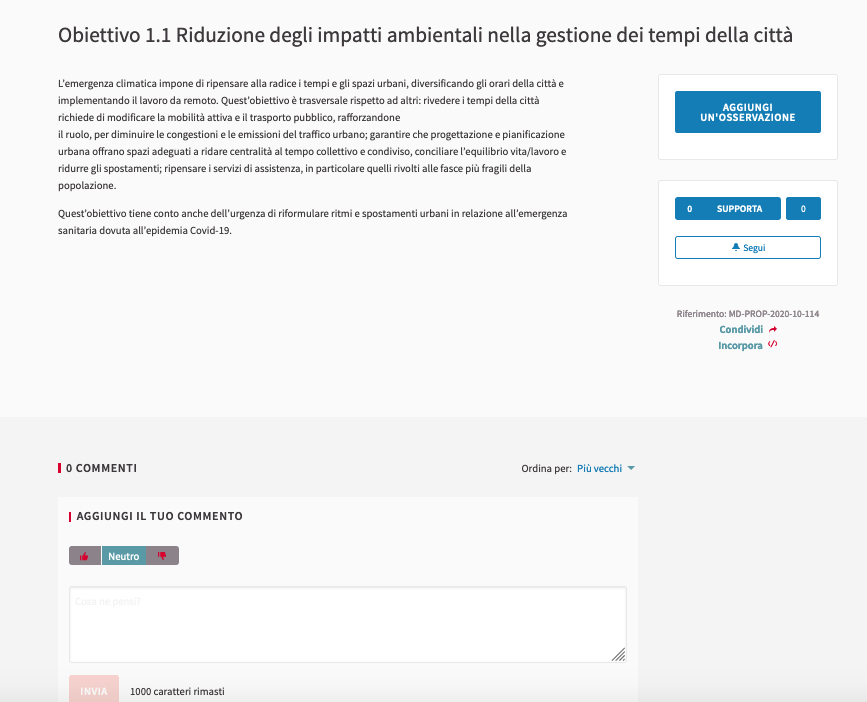 Obiettivo 1.1 Riduzione degli impatti ambientali nella gestione dei tempi della città
L'emergenza climatica impone di ripensare alla radice i tempi e gli spazi urbani, diversificando gli orari della città e
implementando il lavoro da remoto. Quest'obiettivo è trasversale rispetto ad altri: rivedere i tempi della città
richiede di modificare la mobilità attiva e il trasporto pubblico, rafforzandone
il ruolo, per diminuire le congestioni e le emissioni del traffico urbano; garantire che progettazione e pianificazione
urbana offrano spazi adeguati a ridare centralità al tempo collettivo e condiviso, conciliare l'equilibrio vita/lavoro e
ridurre gli spostamenti; ripensare i servizi di assistenza, in particolare quelli rivolti alle fasce più fragili della
popolazione.
Quest'obiettivo tiene conto anche dell'urgenza di riformulare ritmi e spostamenti urbani in relazione all'emergenza
sanitaria dovuta all'epidemia Covid-19.
AGGIUNGI
UN'OSSERVAZIONE
0 SUPPORTA 0
Segui
Riferimento: MD-PROP-2020-10-114
Condividi
Incorpora
0 COMMENTI
Ordina per: Più vecchi
AGGIUNGI IL TUO COMMENTO
Neutro
Cosa ne pensi?
INVIA 1000 caratteri rimasti